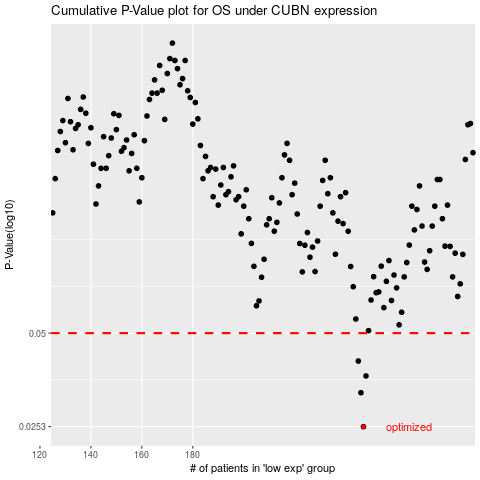 Cumulative P-Value plot for OS under CUBN expression
P-Value(log10)
0.05
0.0253
optimized
120 140 160 180
# of patients in 'low exp' group